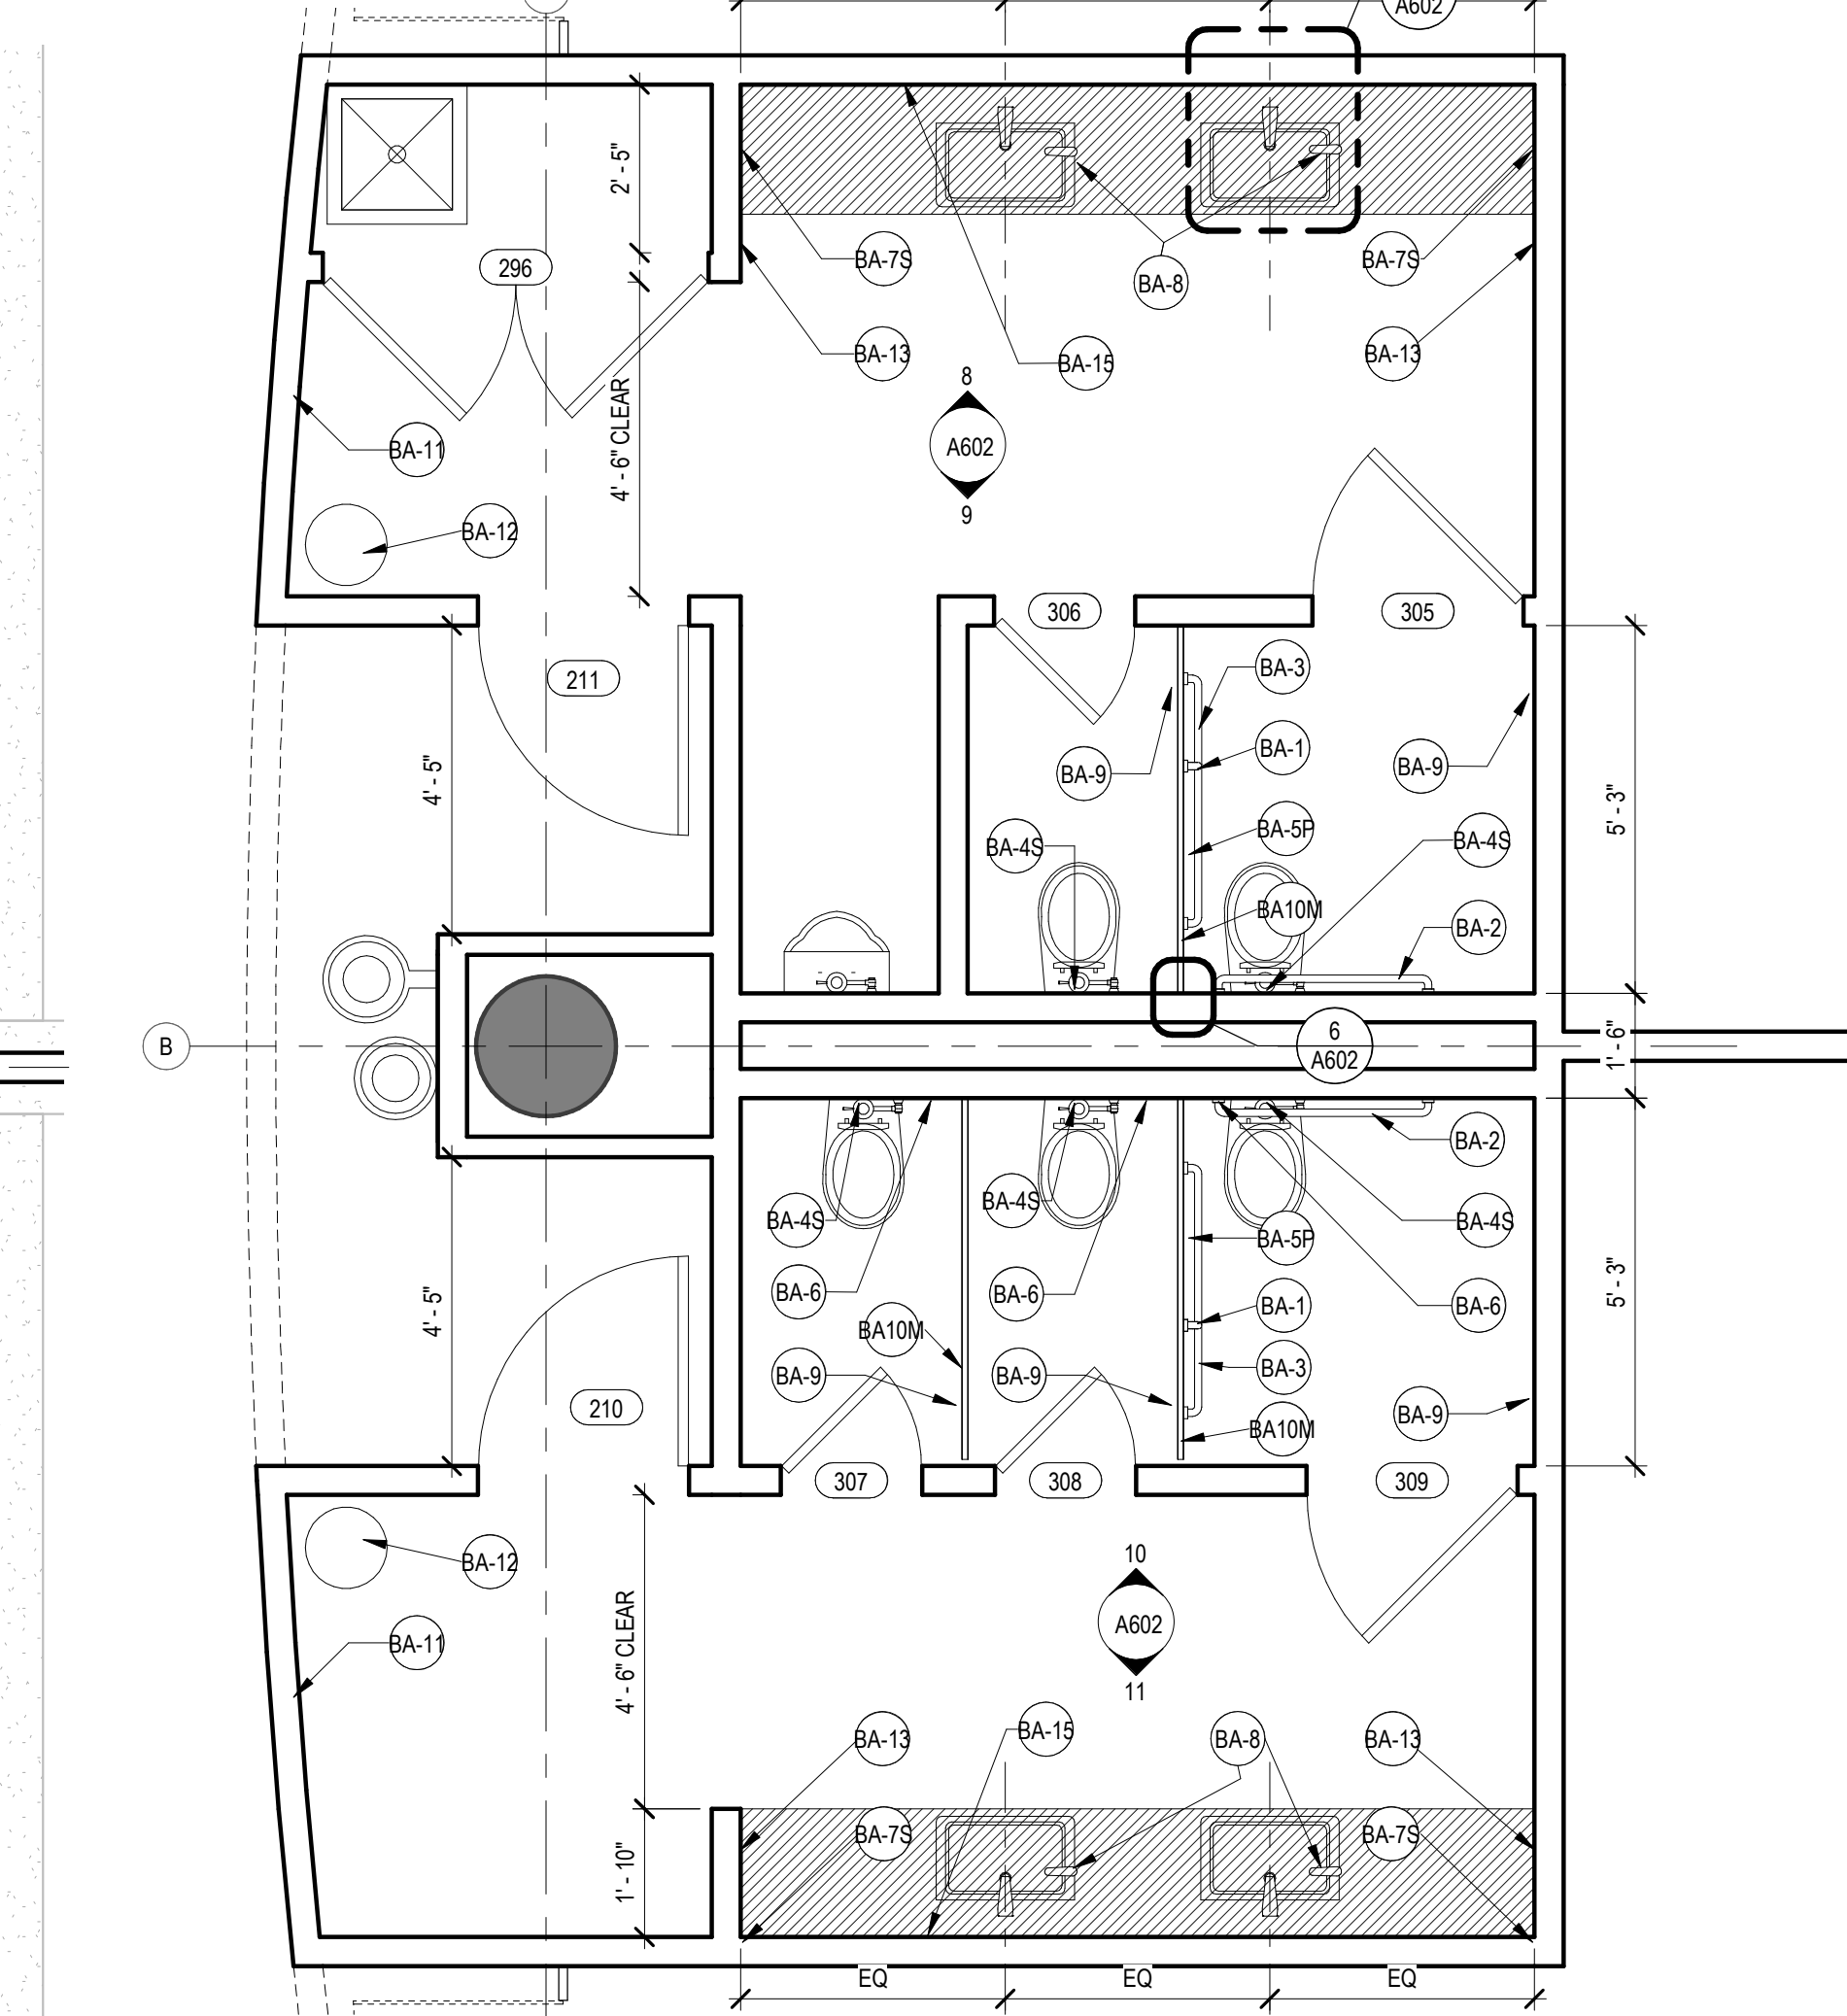 A602
2' - 5"
296
BA-7S
BA-8
BA-7S
BA-13
BA-15
BA-13
8
A602
9
4' - 6" CLEAR
BA-11
BA-12
306
305
211
BA-3
BA-1
BA-9
BA-9
4' - 5"
5' - 3"
BA-5P
BA-4S
BA-4S
BA10M
BA-2
B
6
A602
1' - 6"
BA-2
BA-4S
BA-4S
BA-5P
BA-4S
BA-6
BA-6
BA-1
BA-6
4' - 5"
5' - 3"
BA10M
BA-9
BA-9
BA-3
BA-9
210
BA10M
307
308
309
BA-12
10
A602
11
BA-11
4' - 6" CLEAR
BA-13
BA-15
BA-8
BA-13
BA-7S
BA-7S
1' - 10"
EQ
EQ
EQ